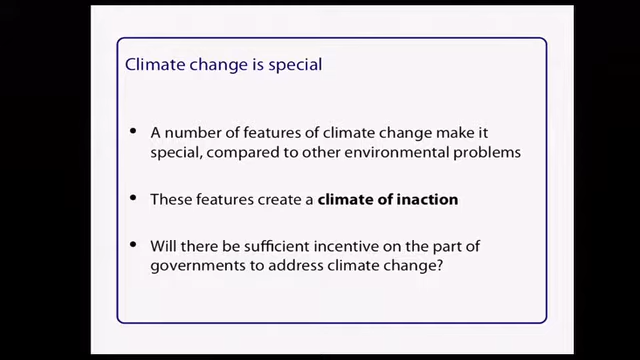 Climate change is special
• A number of features of climate change make it
special, compared to other environmental problems
• These features create a climate of inaction
• Will there be sufficient incentive on the part of
governments to address climate change?